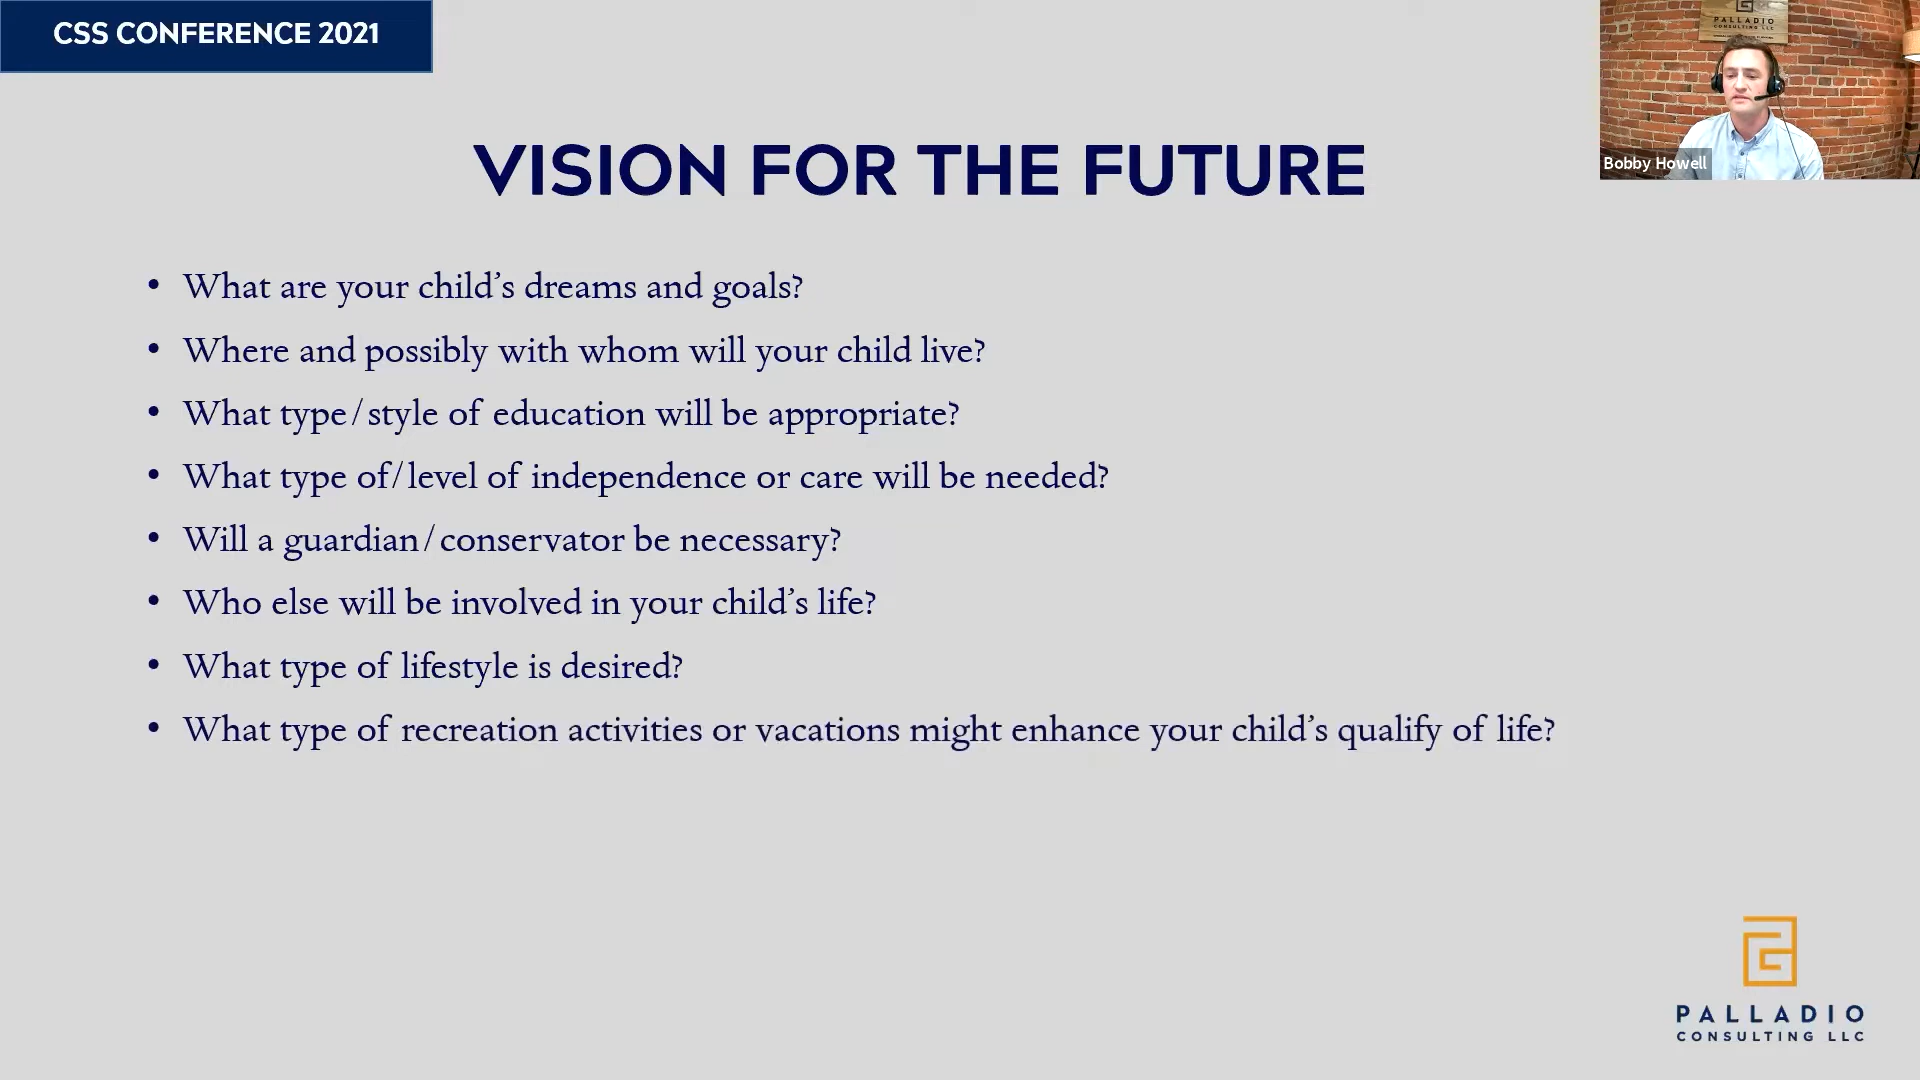 CSS CONFERENCE 2021
PALLADIO
CONSULTING LLC
Bobby Howell
VISION FOR THE FUTURE
• What are your child’s dreams and goals?
• Where and possibly with whom will your child live?
• What type/style of education will be appropriate?
• What type of/level of independence or care will be needed?
• Will a guardian/conservator be necessary?
• Who else will be involved in your child’s life?
• What type of lifestyle is desired?
• What type of recreation activities or vacations might enhance your child’s qualify of life?
PALLADIO
CONSULTING LLC